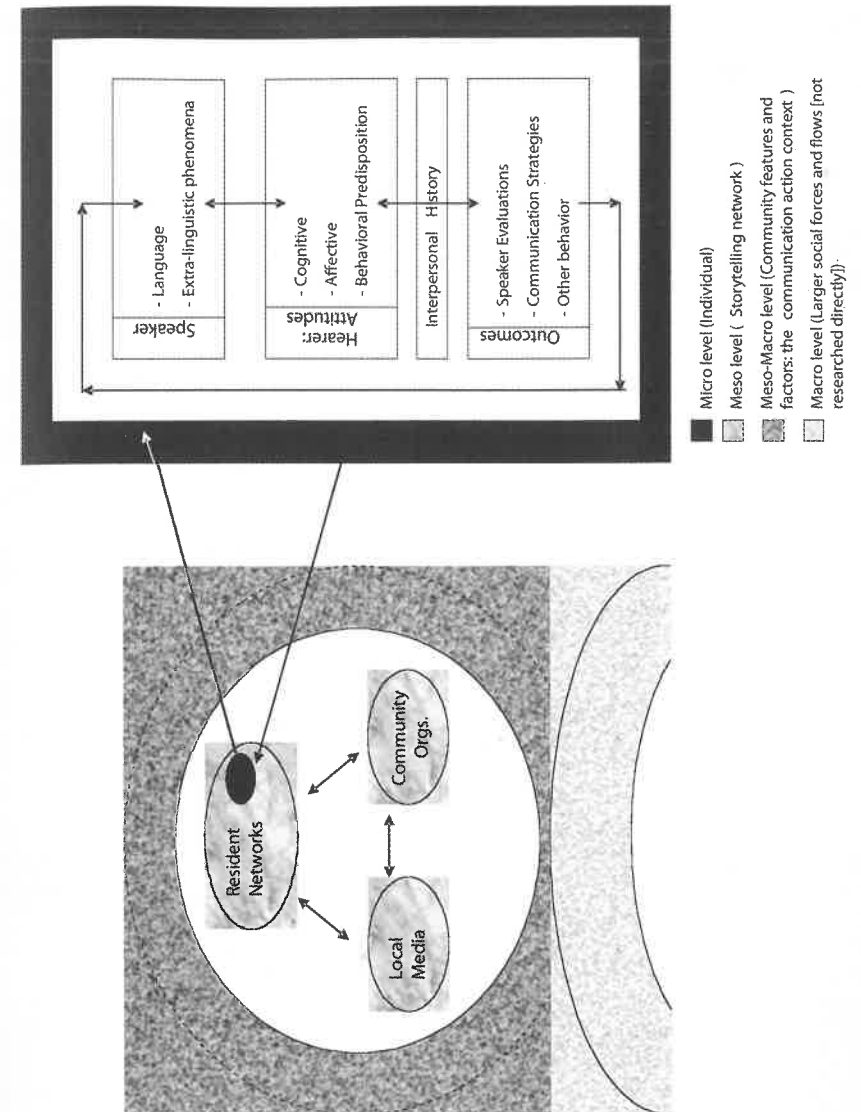 Resident
Networks
Local
Media
Community
Orgs.
Speaker
- Language
- Extra-linguistic phenomena
Hearer:
Attitudes
- Cognitive
- Affective
- Behavioral Predisposition
Interpersonal History
Outcomes
- Speaker Evaluations
- Communication Strategies
- Other behavior
Micro level (Individual)
Meso level ( Storytelling network )
Meso-Macro level (Community features and
factors: the communication action context )
Macro level (Larger social forces and flows [not
researched directly])